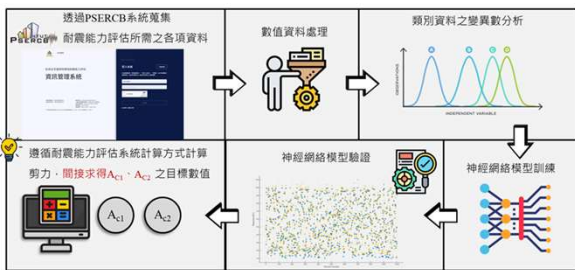 透過PSERCB系統蒐集
PSERCB
耐震能力評估所需之各項資料
資訊管理系統
數值資料處理
類別資料之變異數分析
OBSERVATIONS
INDEPENDENT VARIABLE
遵循耐震能力評估系統計算方式計算
剪力,間接求得AC1、AC2 之目標數值
Ac1
Ac2
神經網絡模型驗證
神經網絡模型訓練